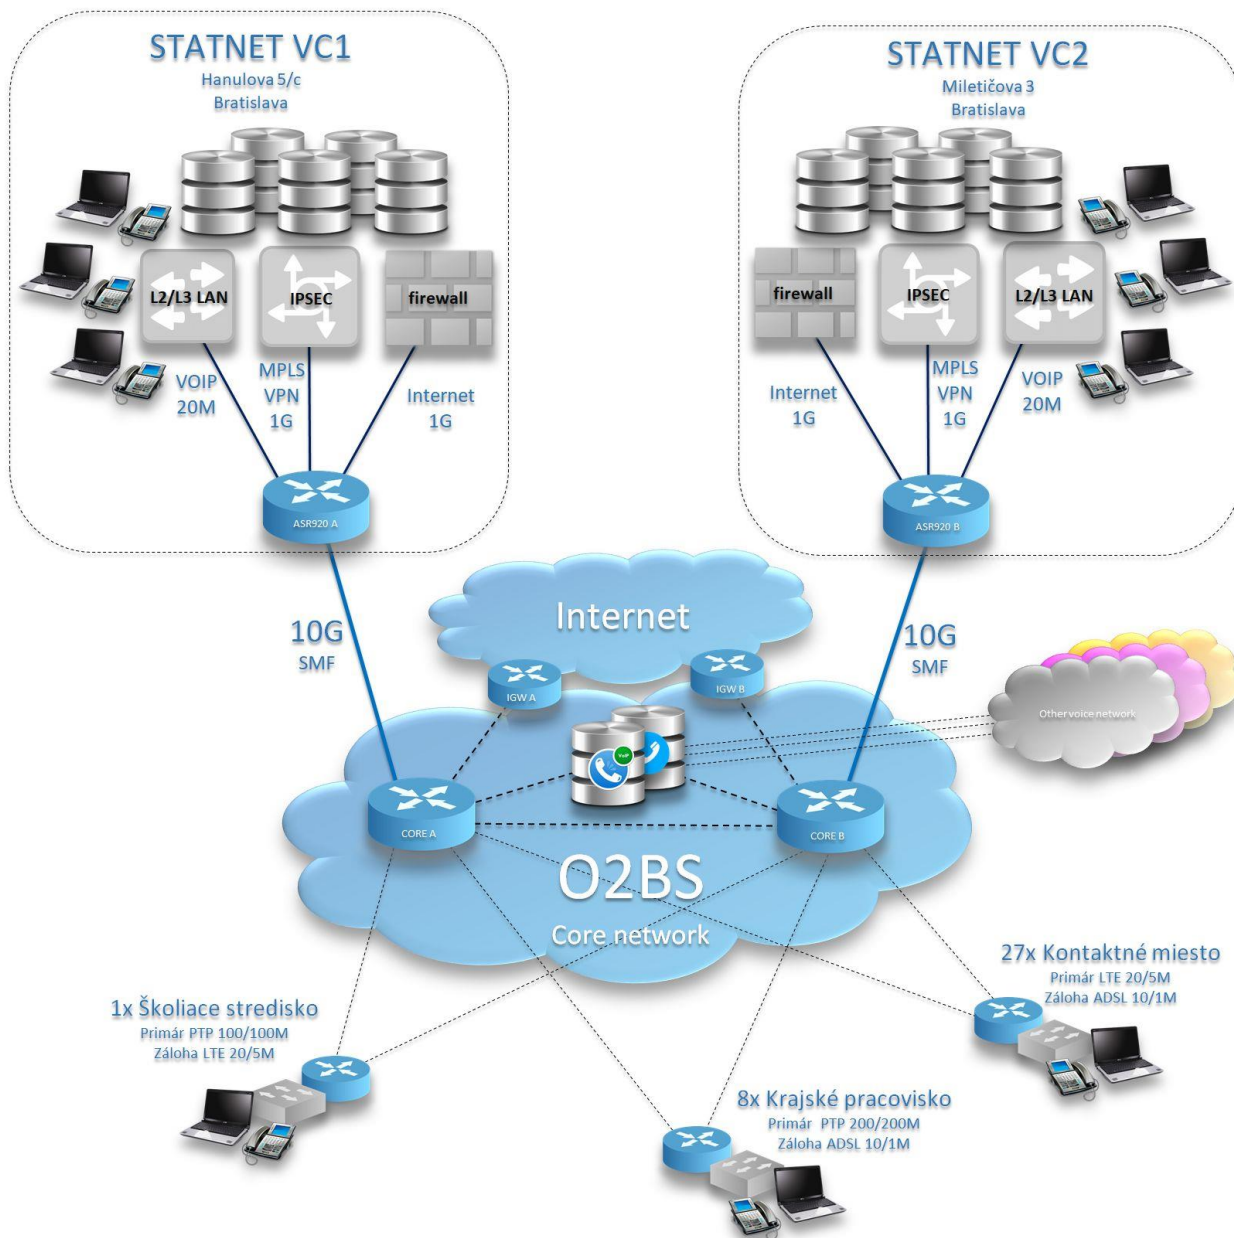 STATNET VC1
Hanulova 5/c
Bratislava
L2/L3 LAN
IPSEC
firewall
VOIP
20M
MPLS
VPN
1G
Internet
1G
ASR920 A
STATNET VC2
Miletičova 3
Bratislava
firewall
IPSEC
L2/L3 LAN
Internet
1G
MPLS
VPN
1G
VOIP
20M
ASR920 B
10G
SMF
Internet
10G
SMF
IGW A
IGW B
Other voice network
VoIP
CORE A
CORE B
O2BS
Core network
1x Školiace stredisko
Primár PTP 100/100M
Záloha LTE 20/5M
8x Krajské pracovisko
Primár PTP 200/200M
Záloha ADSL 10/1M
27x Kontaktné miesto
Primár LTE 20/5M
Záloha ADSL 10/1M